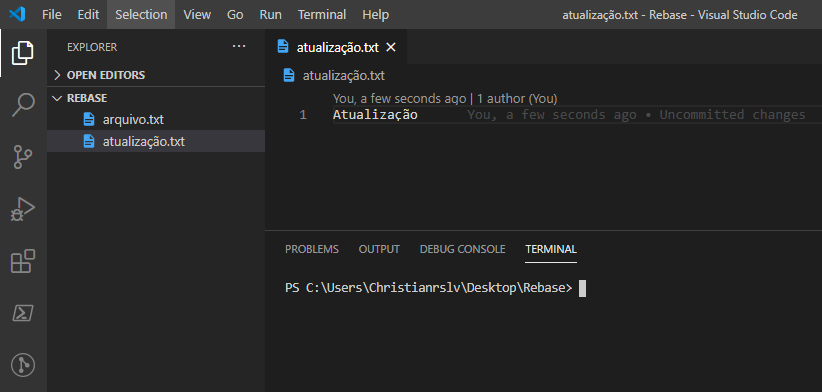 File Edit Selection View Go Run Terminal Help atualização.txt - Rebase - Visual Studio Code
EXPLORER ...
OPEN EDITORS
REBASE
arquivo.txt
atualização.txt
atualização.txt
atualização.txt
You, a few seconds ago | 1 author (You)
1 Atualização You, a few seconds ago • Uncommitted changes
PROBLEMS OUTPUT DEBUG CONSOLE TERMINAL
PS C:\Users\Christianrslv\Desktop\Rebase>